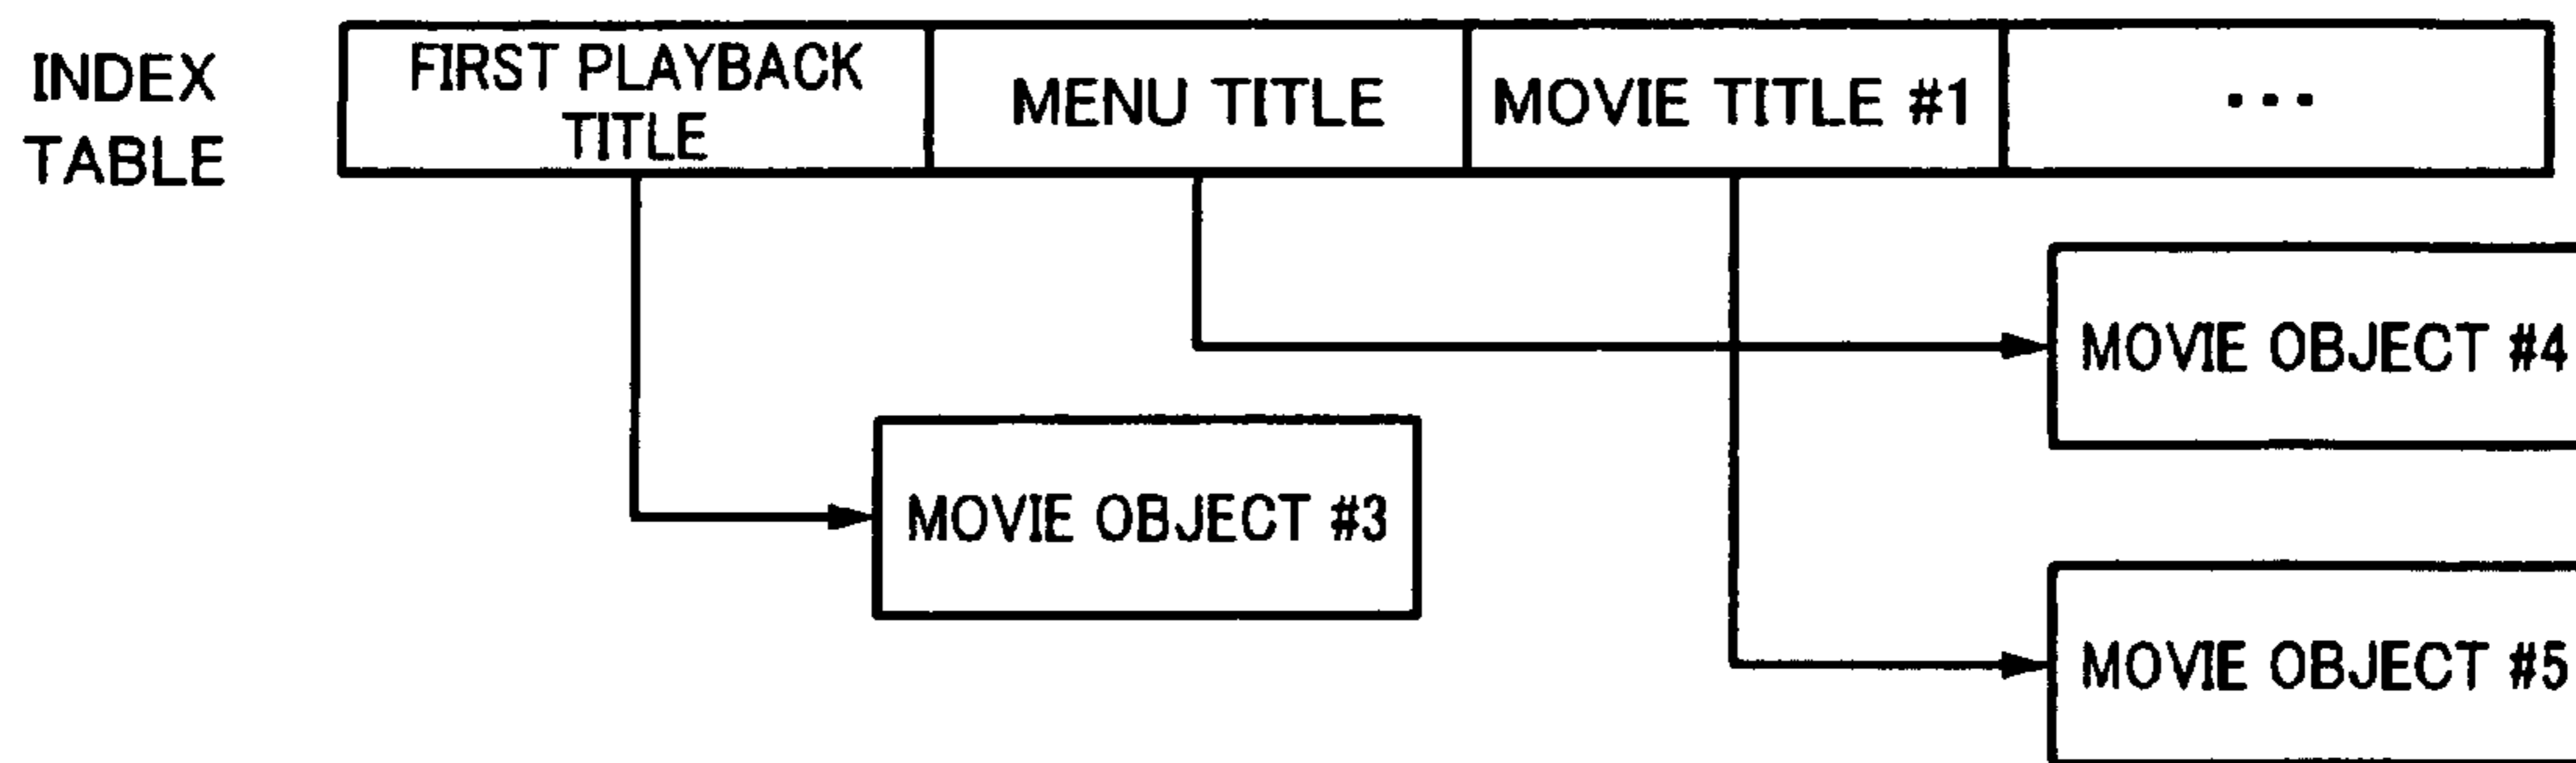 INDEX
TABLE
FIRST PLAYBACK
TITLE
MENU TITLE
MOVIE TITLE #1
...
MOVIE OBJECT #4
MOVIE OBJECT #3
MOVIE OBJECT #5